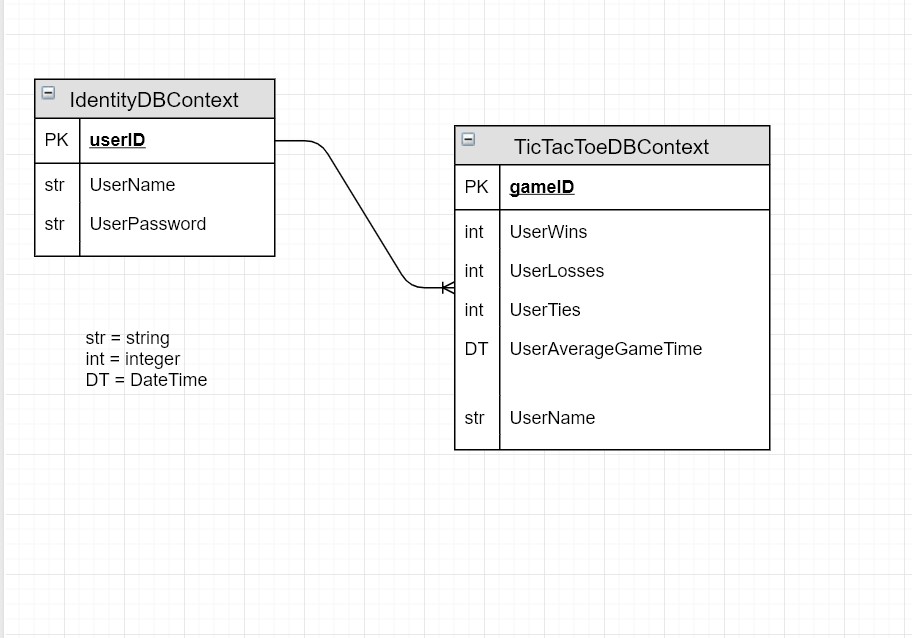 IdentityDBContext
PK userID
str UserName
str UserPassword
str = string
int = integer
DT = DateTime
TicTacToeDBContext
PK gameID
int UserWins
int UserLosses
int UserTies
DT UserAverageGameTime
str UserName